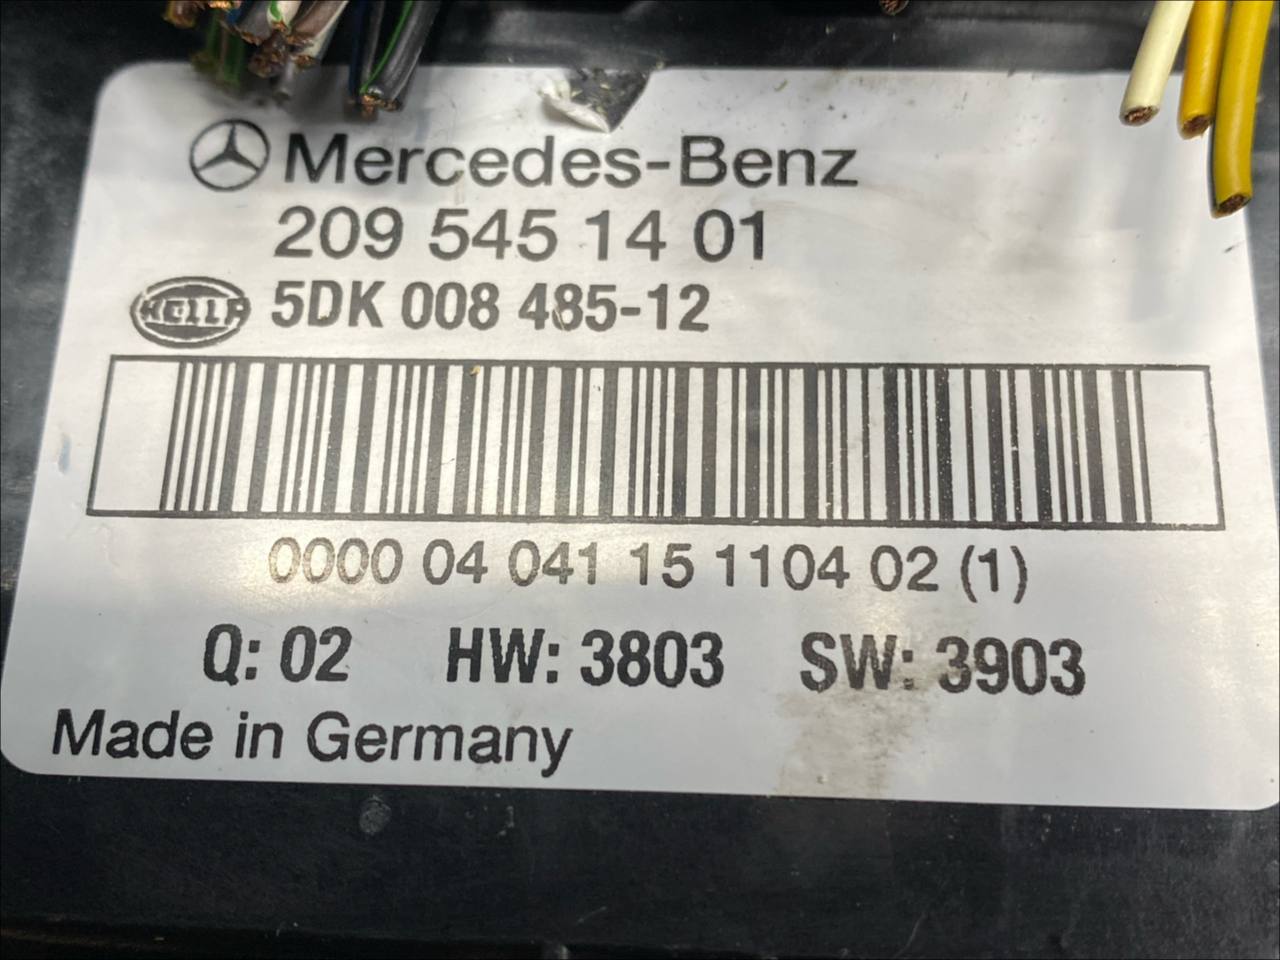 Mercedes-Benz
209 545 14 01
HELLA 5DK 008 485-12
0000 04 041 15 1104 02 (1)
Q: 02 HW: 3803 SW: 3903
Made in Germany